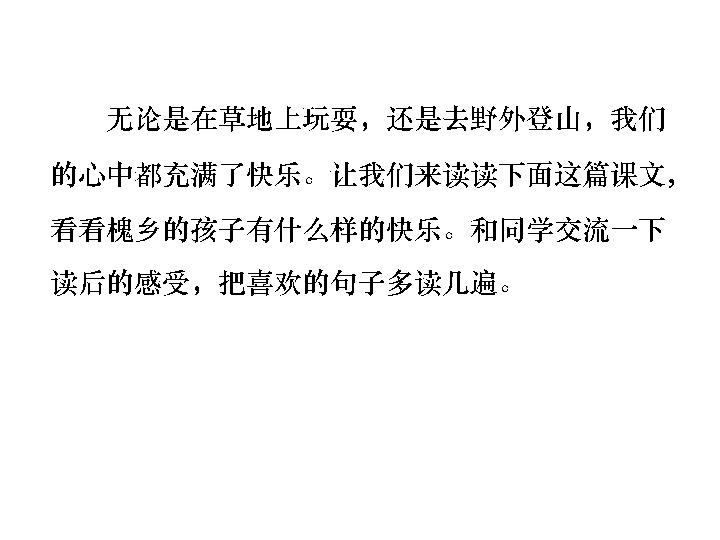 无论是在草地上玩耍，还是去野外登山，我们
的心中都充满了快乐。让我们来读读下面这篇课文，
看看槐乡的孩子有什么样的快乐。和同学交流一下
读后的感受，把喜欢的句子多读几遍。